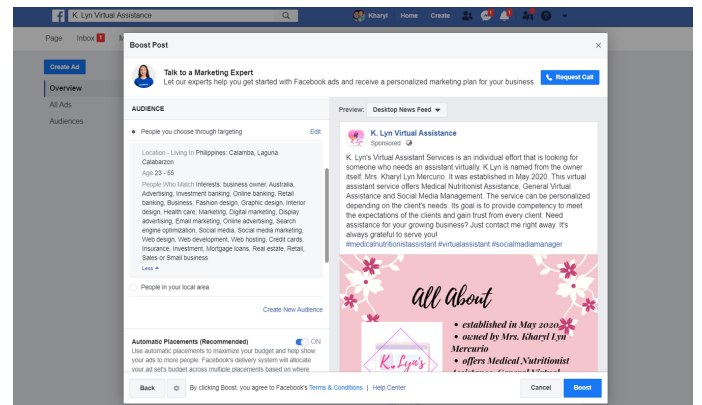 K. Lyn Virtual Assistance
Kharyl Home Create
Page Inbox
Create Ad
Overview
All Ads
Audiences
Boost Post
Talk to a Marketing Expert
Let our experts help you get started with Facebook ads and receive a personalized marketing plan for your business.
Request Call
AUDIENCE
People you choose through targeting Edit
Location - Living In Philippines: Calamba, Laguna
Calabarzon
Age 23 - 55
People Who Match Interests: business owner, Australia,
Advertising, Investment banking, Online banking, Retail
banking, Business, Fashion design, Graphic design, Interior
design, Health care, Marketing, Digital marketing, Display
advertising, Email marketing, Online advertising, Search
engine optimization, Social media, Social media marketing,
Web design, Web development, Web hosting, Credit cards,
Insurance, Investment, Mortgage loans, Real estate, Retail,
Sales or Small business
Less
People in your local area
Create New Audience
Automatic Placements (Recommended) ON
Use automatic placements to maximize your budget and help show
your ads to more people. Facebook's delivery system will allocate
your ad set's budget across multiple placements based on where
Preview: Desktop News Feed
K. Lyn Virtual Assistance
Sponsored ·
K. Lyn's Virtual Assistant Services is an individual effort that is looking for
someone who needs an assistant virtually. K.Lyn is named from the owner
itself, Mrs. Kharyl Lyn Mercurio. It was established in May 2020. This virtual
assistant service offers Medical Nutritionist Assistance, General Virtual
Assistance and Social Media Management. The service can be personalized
depending on the client's needs. Its goal is to provide competency to meet
the expectations of the clients and gain trust from every client. Need
assistance for your growing business? Just contact me right away. It's
always grateful to serve you!
#medicalnutritionistassistant #virtualassistant #socialmadiamanager
All About
K. Lyn's
• established in May 2020
• owned by Mrs. Kharyl Lyn
Mercurio
• offers Medical Nutritionist
Assistance, General Virtual
Back
By clicking Boost, you agree to Facebook's Terms & Conditions | Help Center
Cancel
Boost